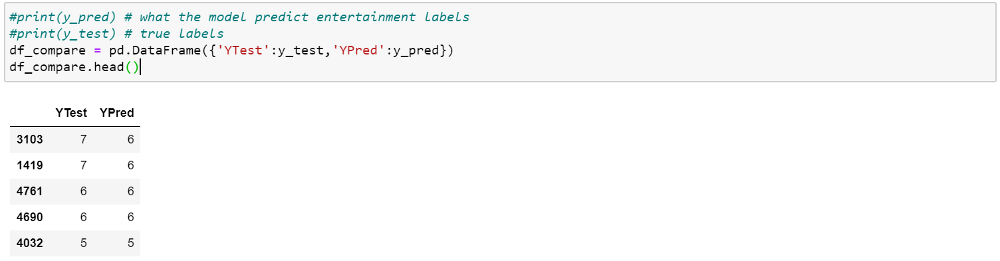 #print(y_pred) # what the model predict entertainment labels
#print(y_test) # true labels
df_compare = pd.DataFrame({'YTest':y_test,'YPred':y_pred})
df_compare.head()
YTest YPred
3103 7 6
1419 7 6
4761 6 6
4690 6 6
4032 5 5